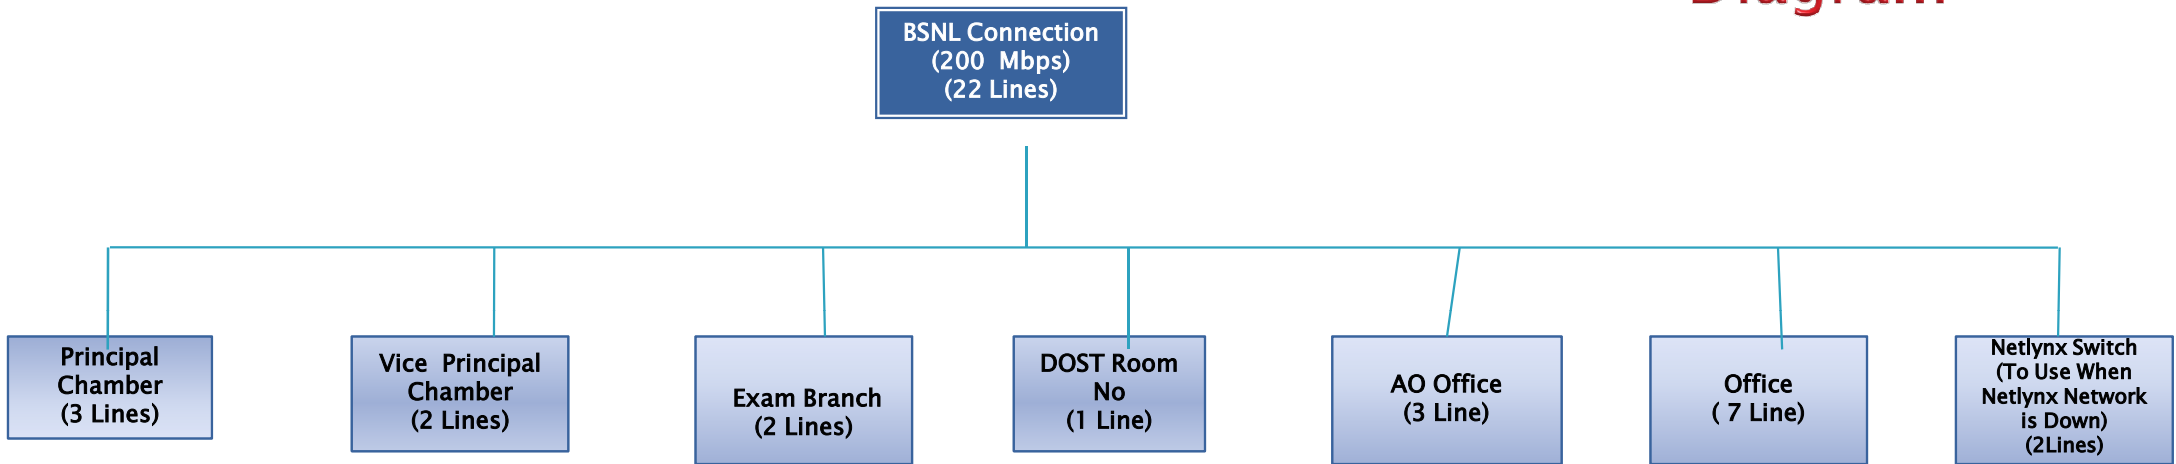 Diagram
BSNL Connection
(200 Mbps)
(22 Lines)
Principal
Chamber
(3 Lines)
Vice Principal
Chamber
(2 Lines)
Exam Branch
(2 Lines)
DOST Room
No
(1 Line)
AO Office
(3 Line)
Office
( 7 Line)
Netlynx Switch
(To Use When
Netlynx Network
is Down)
(2Lines)